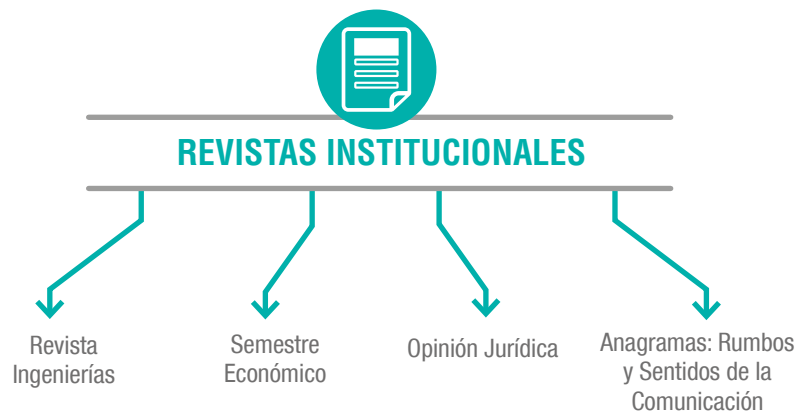 REVISTAS INSTITUCIONALES
Revista
Ingenierías
Semestre
Económico
Opinión Jurídica
Anagramas: Rumbos
y Sentidos de la
Comunicación